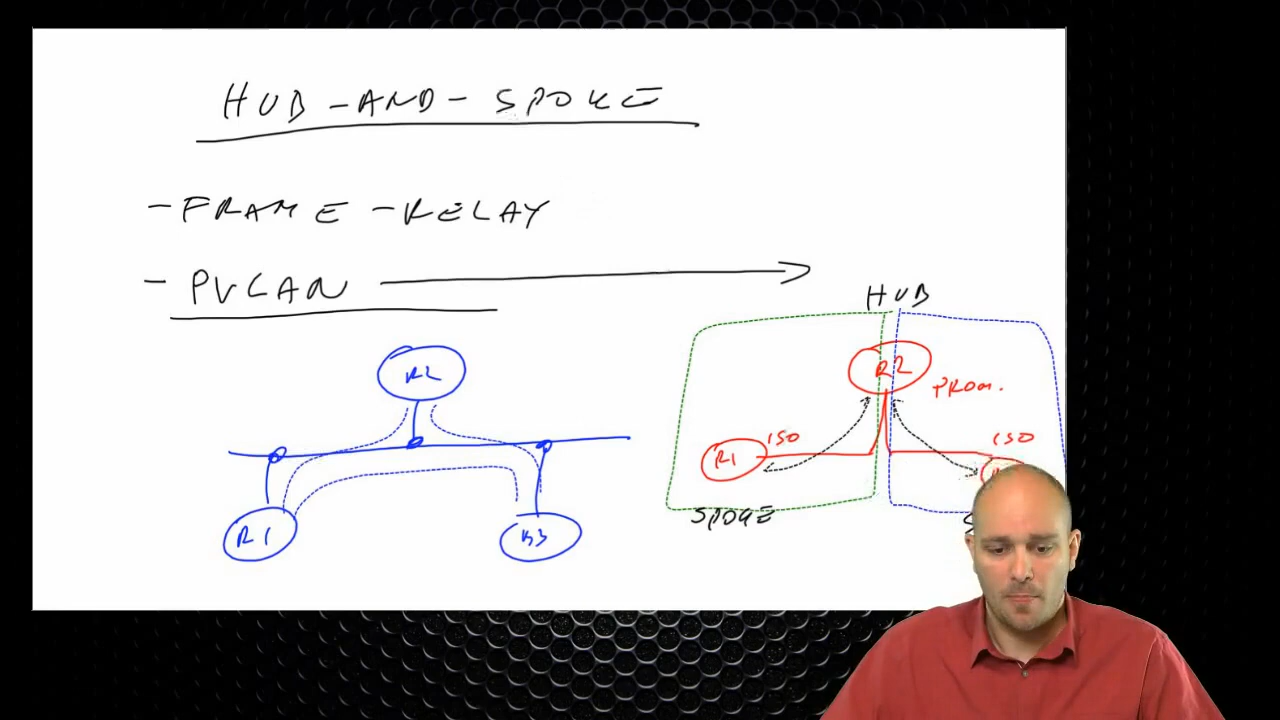 HUB-AND-SPOKE
-FRAME-RELAY
-PVLAN
HUB
R2
R2
PROM.
ISO
ISO
R1
SPOKE
R1
R3